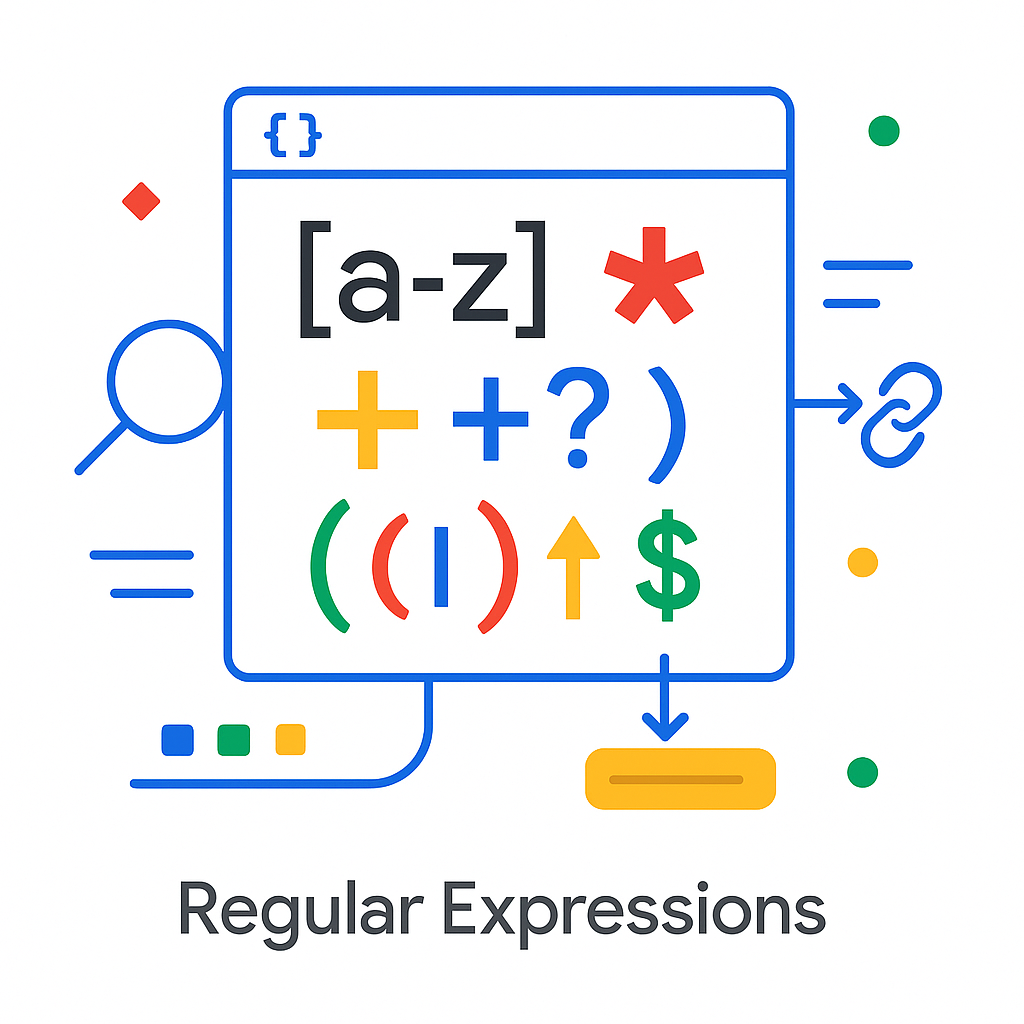 { }
[a-z] *
+ +? )
( ( | ) ↑ $
Regular Expressions